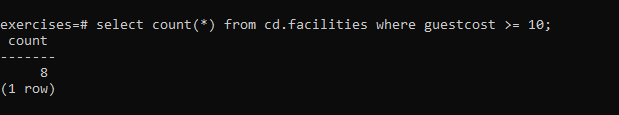 exercises=# select count(*) from cd.facilities where guestcost >= 10;
 count
-------
     8
(1 row)